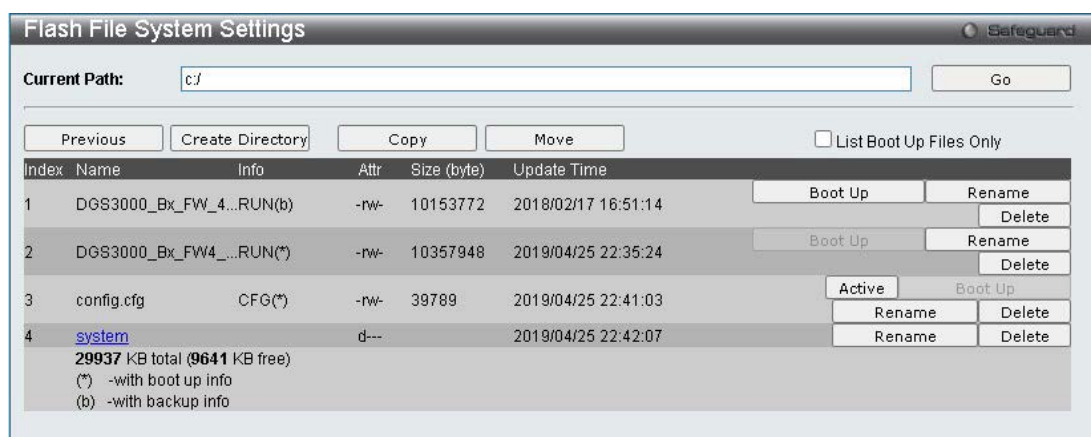 Flash File System Settings
Safeguard
Current Path: c:/ Go
Previous Create Directory Copy Move List Boot Up Files Only
Index Name Info Attr Size (byte) Update Time
1 DGS3000_Bx_FW_4...RUN(b) -rw- 10153772 2018/02/17 16:51:14 Boot Up Rename
Delete
2 DGS3000_Bx_FW4_...RUN(*) -rw- 10357948 2019/04/25 22:35:24 Boot Up Rename
Delete
3 config.cfg CFG(*) -rw- 39789 2019/04/25 22:41:03 Active Boot Up
Rename Delete
4 system d--- 2019/04/25 22:42:07 Rename Delete
29937 KB total (9641 KB free)
(*) -with boot up info
(b) -with backup info